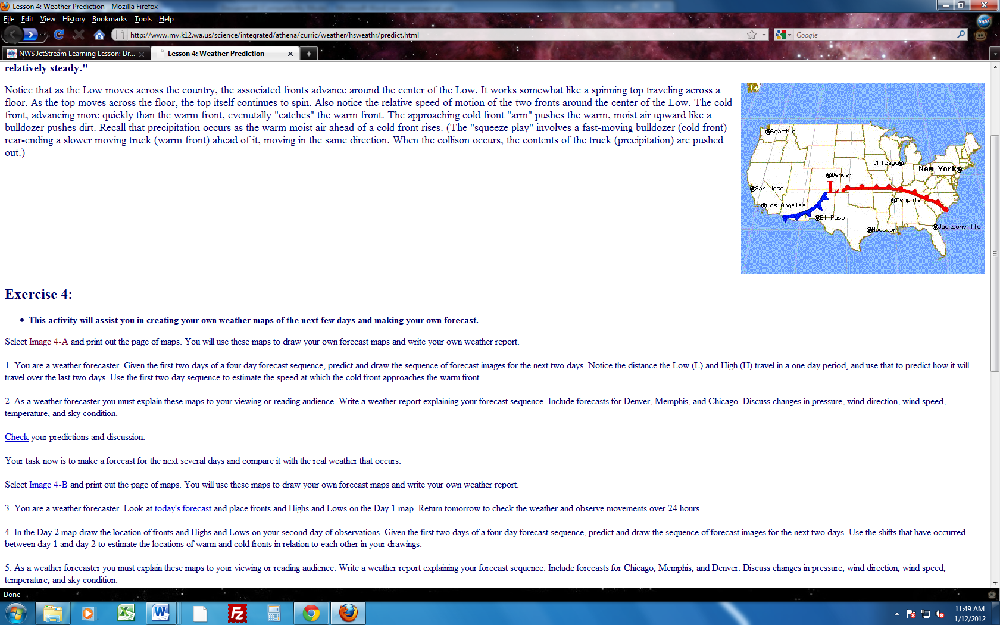 Lesson 4: Weather Prediction - Mozilla Firefox
File Edit View History Bookmarks Tools Help
NASA
http://www.mv.k12.wa.us/science/integrated/athena/curric/weather/hsweathr/predict.html
Google
NWS JetStream Learning Lesson: Dr...
Lesson 4: Weather Prediction
relatively steady."
Notice that as the Low moves across the country, the associated fronts advance around the center of the Low. It works somewhat like a spinning top traveling across a
floor. As the top moves across the floor, the top itself continues to spin. Also notice the relative speed of motion of the two fronts around the center of the Low. The cold
front, advancing more quickly than the warm front, evenutally "catches" the warm front. The approaching cold front "arm" pushes the warm, moist air upward like a
bulldozer pushes dirt. Recall that precipitation occurs as the warm moist air ahead of a cold front rises. (The "squeeze play" involves a fast-moving bulldozer (cold front)
rear-ending a slower moving truck (warm front) ahead of it, moving in the same direction. When the collison occurs, the contents of the truck (precipitation) are pushed
out.)
Seattle
Chicago
New York
Denver
L
San Jose
Memphis
Los Angeles
El Paso
Jacksonville
Houston
Exercise 4:
• This activity will assist you in creating your own weather maps of the next few days and making your own forecast.
Select Image 4-A and print out the page of maps. You will use these maps to draw your own forecast maps and write your own weather report.
1. You are a weather forecaster. Given the first two days of a four day forecast sequence, predict and draw the sequence of forecast images for the next two days. Notice the distance the Low (L) and High (H) travel in a one day period, and use that to predict how it will
travel over the last two days. Use the first two day sequence to estimate the speed at which the cold front approaches the warm front.
2. As a weather forecaster you must explain these maps to your viewing or reading audience. Write a weather report explaining your forecast sequence. Include forecasts for Denver, Memphis, and Chicago. Discuss changes in pressure, wind direction, wind speed,
temperature, and sky condition.
Check your predictions and discussion.
Your task now is to make a forecast for the next several days and compare it with the real weather that occurs.
Select Image 4-B and print out the page of maps. You will use these maps to draw your own forecast maps and write your own weather report.
3. You are a weather forecaster. Look at today's forecast and place fronts and Highs and Lows on the Day 1 map. Return tomorrow to check the weather and observe movements over 24 hours.
4. In the Day 2 map draw the location of fronts and Highs and Lows on your second day of observations. Given the first two days of a four day forecast sequence, predict and draw the sequence of forecast images for the next two days. Use the shifts that have occurred
between day 1 and day 2 to estimate the locations of warm and cold fronts in relation to each other in your drawings.
5. As a weather forecaster you must explain these maps to your viewing or reading audience. Write a weather report explaining your forecast sequence. Include forecasts for Chicago, Memphis, and Denver. Discuss changes in pressure, wind direction, wind speed,
temperature, and sky condition.
Done
11:49 AM
1/12/2012